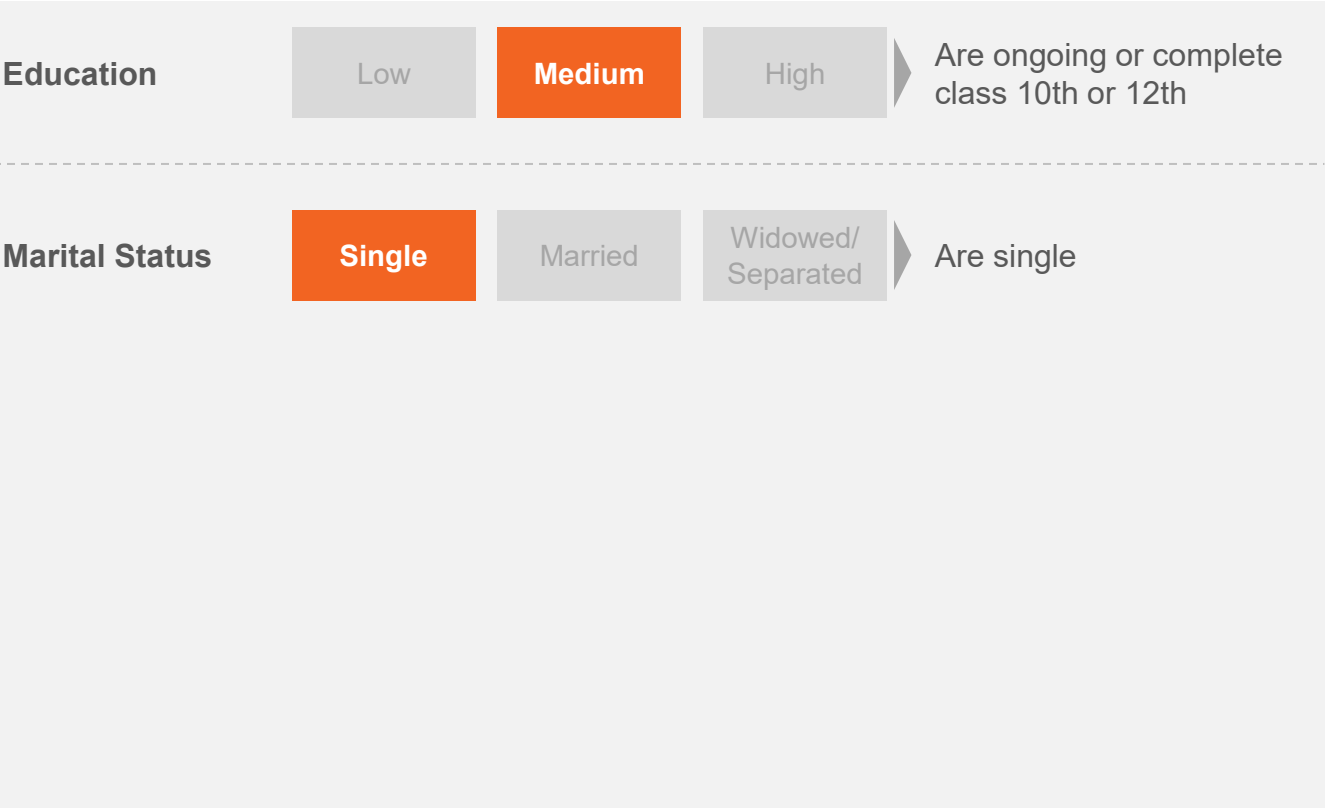 Education
Low
Medium
High
Are ongoing or complete
class 10th or 12th
Marital Status
Single
Married
Widowed/
Separated
Are single